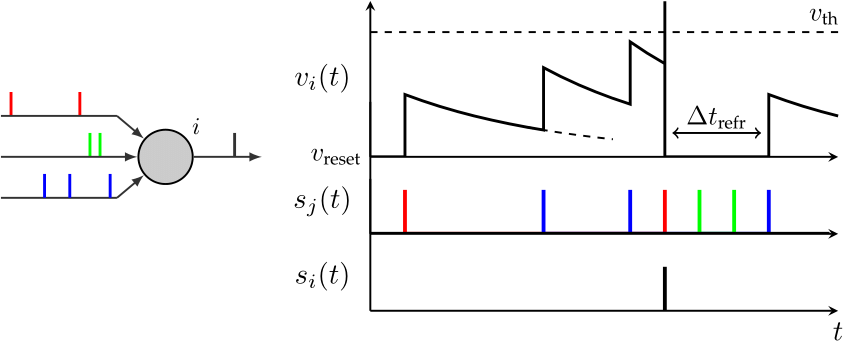 i
v_th
v_i(t)
Δt_refr
v_reset
s_j(t)
s_i(t)
t